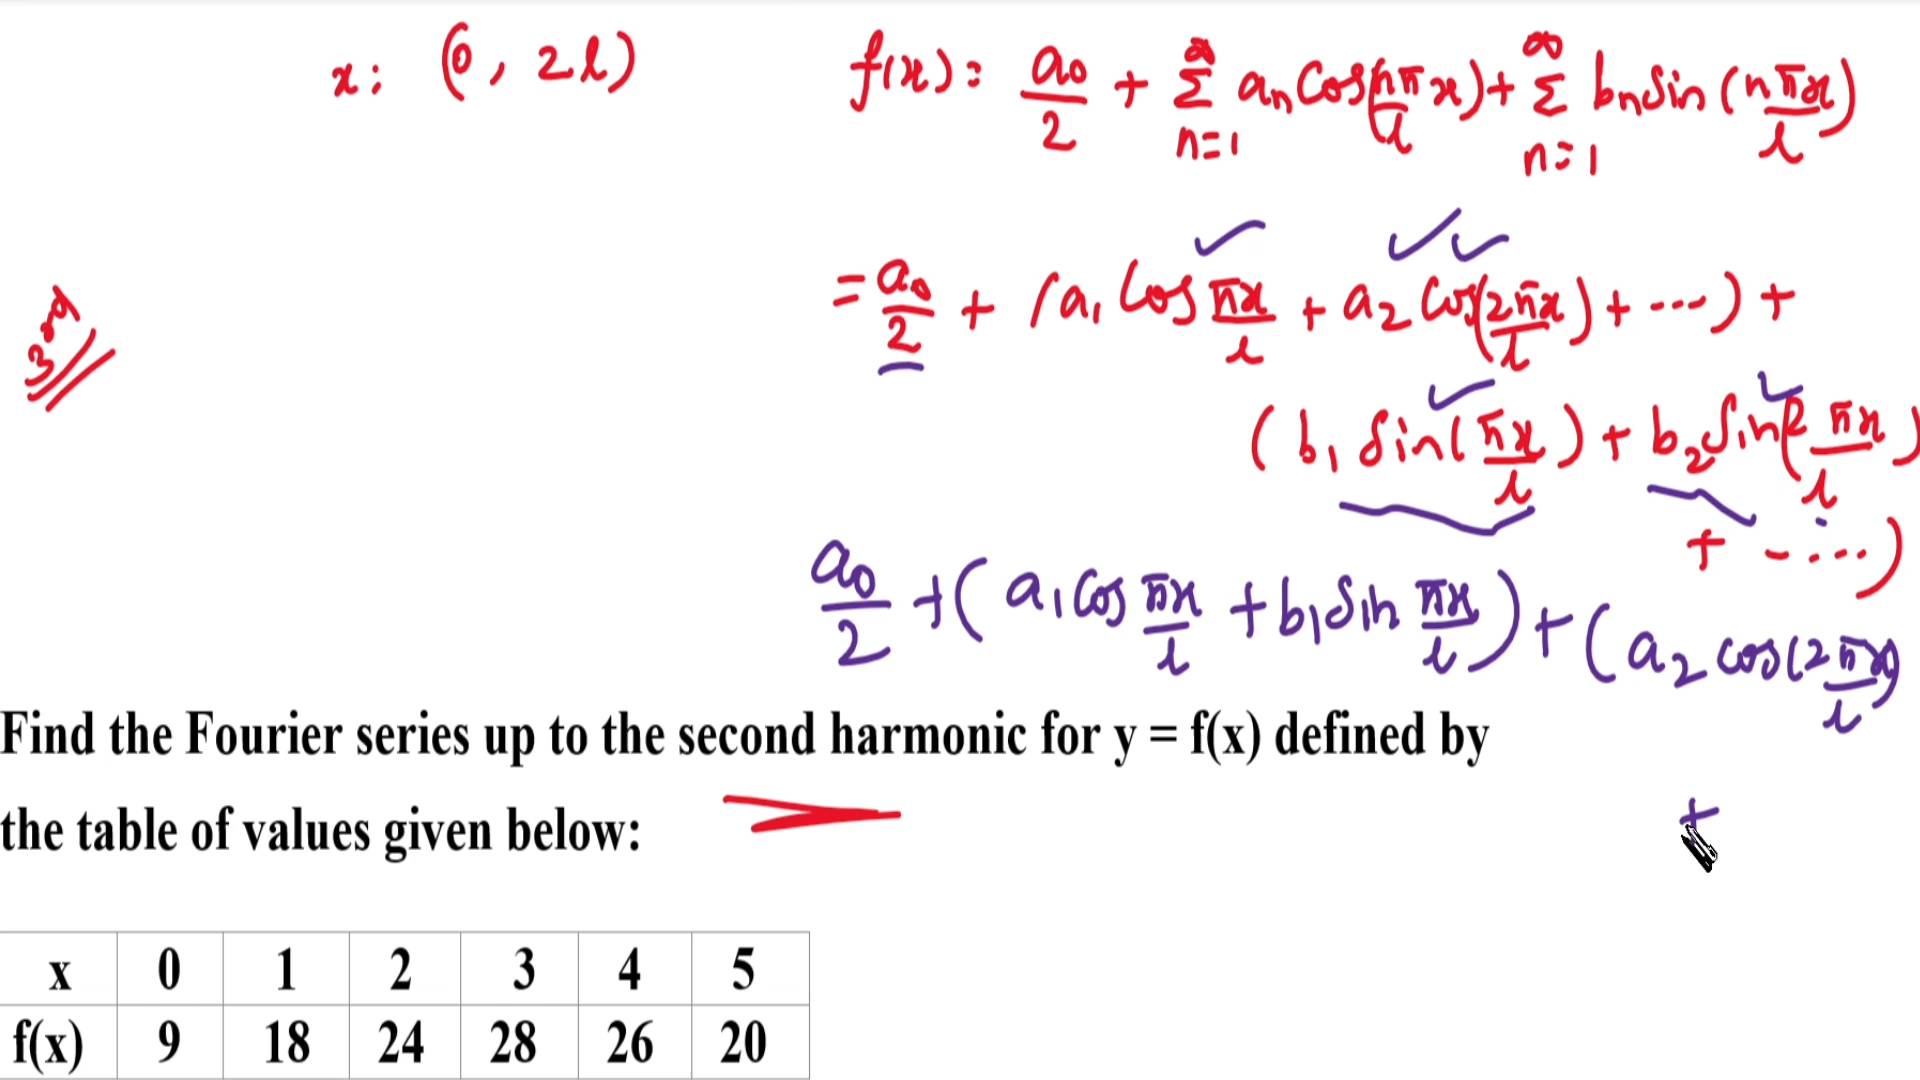 x: (0, 2l) f(x): a0/2 + ∞ Σ n=1 an Cos(nπx/l) + ∞ Σ n=1 bn Sin(nπx/l)
= a0/2 + (a1 Cos πx/l + a2 Cos(2πx/l) + ---) +
3rd
(b1 Sin(πx/l) + b2 Sin(2πx/l)
+ -....)
a0/2 + (a1 Cos πx/l + b1 Sin πx/l) + (a2 cos(2πx/l)
Find the Fourier series up to the second harmonic for y = f(x) defined by
the table of values given below:
+
x 0 1 2 3 4 5
f(x) 9 18 24 28 26 20